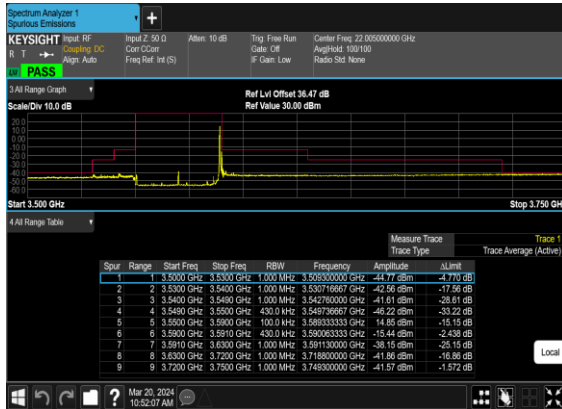 Spectrum Analyzer 1
Spurious Emissions
KEYSIGHT Input: RF Input Z: 50 Ω Atten: 10 dB Trig: Free Run Center Freq: 22.005000000 GHz
R T Coupling: DC Corr CCorr Gate: Off Avg|Hold: 100/100
Align: Auto Freq Ref: Int (S) IF Gain: Low Radio Std: None
PASS
3 All Range Graph Ref Lvl Offset 36.47 dB
Scale/Div 10.0 dB Ref Value 30.00 dBm
20.0
10.0
0.00
-10.0
-20.0
-30.0
-40.0
-50.0
-60.0
Start 3.500 GHz Stop 3.750 GH
4 All Range Table
Measure Trace Trace 1
Trace Type Trace Average (Active)
Spur Range Start Freq Stop Freq RBW Frequency Amplitude ΔLimit
1 1 3.5000 GHz 3.5300 GHz 1.000 MHz 3.509300000 GHz -44.77 dBm -4.770 dB
2 2 3.5300 GHz 3.5400 GHz 1.000 MHz 3.530716667 GHz -42.56 dBm -17.56 dB
3 3 3.5400 GHz 3.5490 GHz 1.000 MHz 3.542760000 GHz -41.61 dBm -28.61 dB
4 4 3.5490 GHz 3.5500 GHz 430.0 kHz 3.549736667 GHz -46.22 dBm -33.22 dB
5 5 3.5500 GHz 3.5900 GHz 100.0 kHz 3.589333333 GHz 14.85 dBm -15.15 dB
6 6 3.5900 GHz 3.5910 GHz 430.0 kHz 3.590063333 GHz -15.44 dBm -2.438 dB
7 7 3.5910 GHz 3.6300 GHz 1.000 MHz 3.591130000 GHz -38.15 dBm -25.15 dB
8 8 3.6300 GHz 3.7200 GHz 1.000 MHz 3.718800000 GHz -41.86 dBm -16.86 dB
9 9 3.7200 GHz 3.7500 GHz 1.000 MHz 3.749300000 GHz -41.57 dBm -1.572 dB
Local
Mar 20, 2024
10:52:07 AM